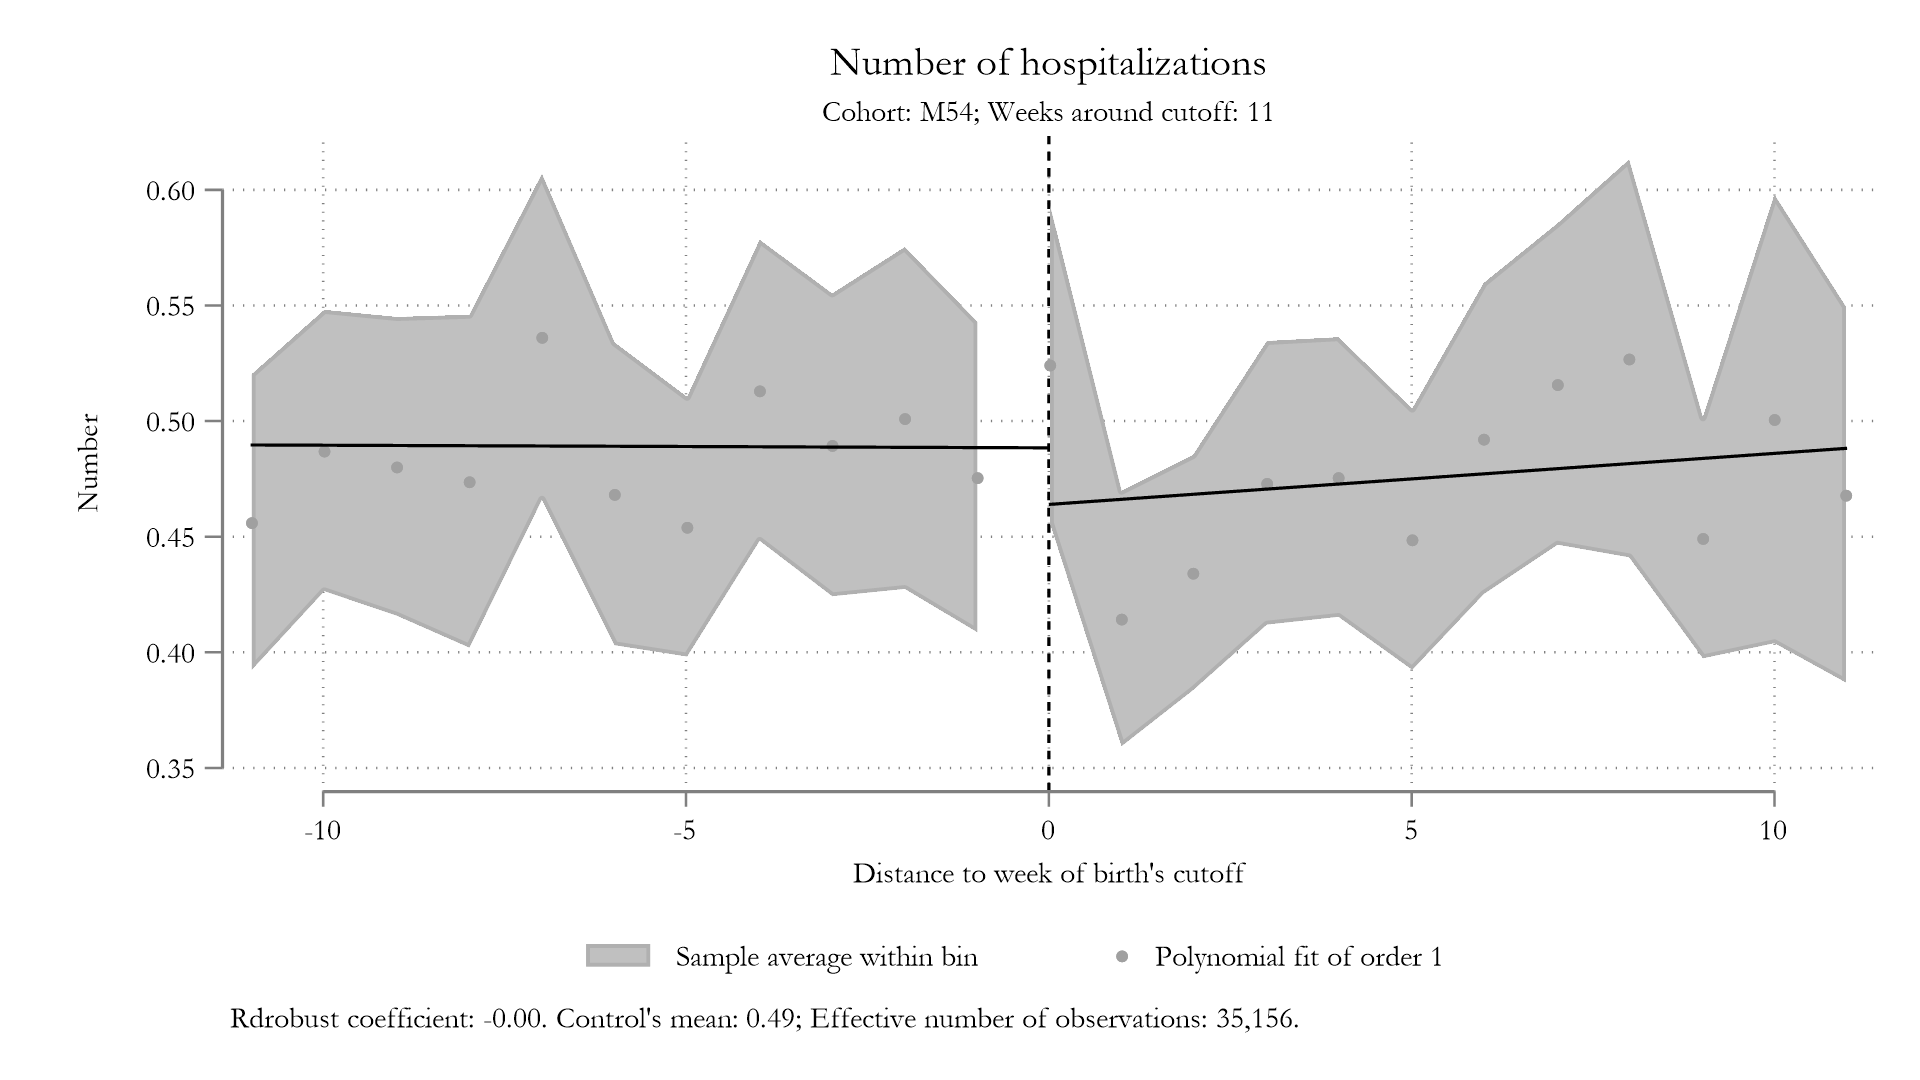 Number of hospitalizations
Cohort: M54; Weeks around cutoff: 11
0.60
0.55
0.50
0.45
0.40
0.35
Number
-10
-5
0
5
10
Distance to week of birth's cutoff
Sample average within bin
Polynomial fit of order 1
Rdrobust coefficient: -0.00. Control's mean: 0.49; Effective number of observations: 35,156.